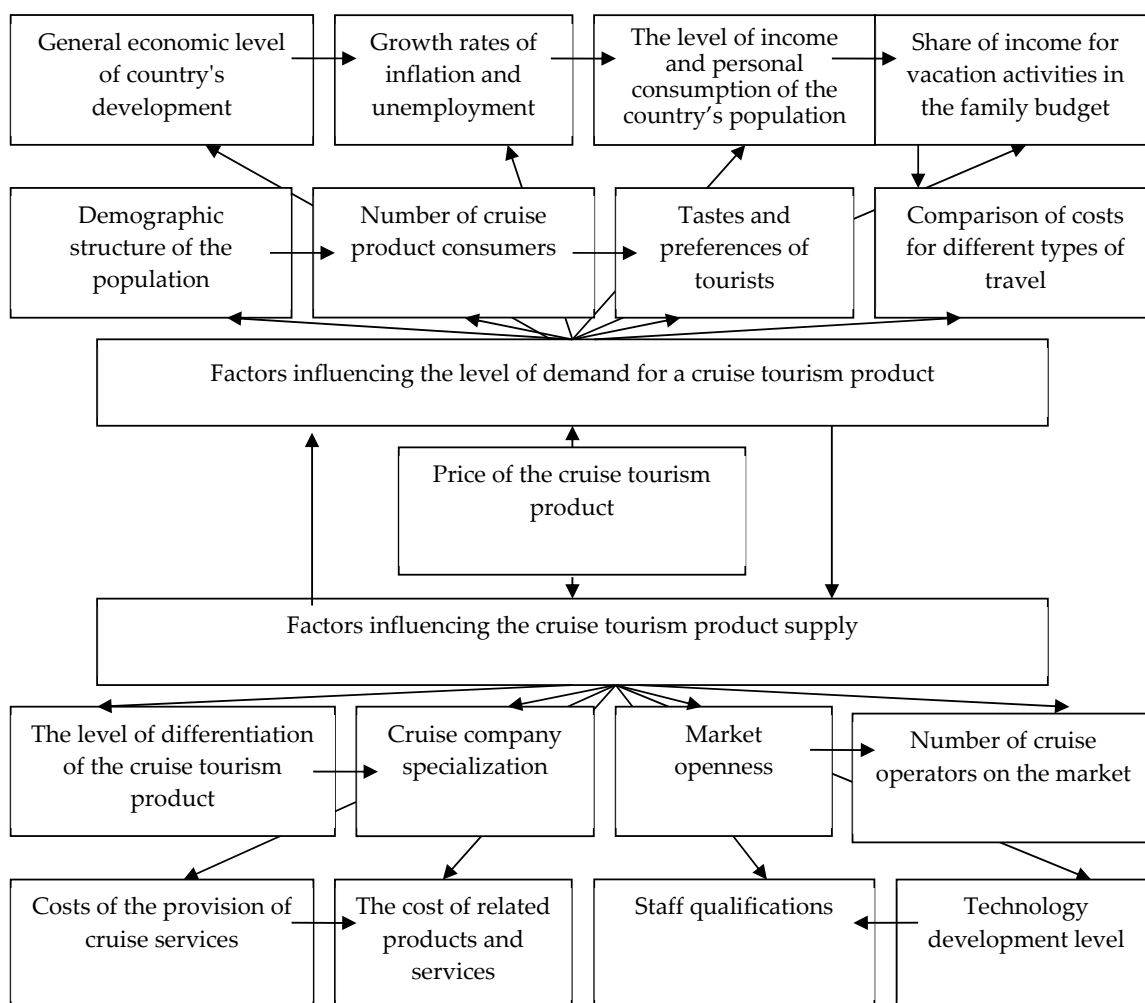 General economic level
of country's
development
Growth rates of
inflation and
unemployment
The level of income
and personal
consumption of the
country’s population
Share of income for
vacation activities in
the family budget
Demographic
structure of the
population
Number of cruise
product consumers
Tastes and
preferences of
tourists
Comparison of costs
for different types of
travel
Factors influencing the level of demand for a cruise tourism product
Price of the cruise tourism
product
Factors influencing the cruise tourism product supply
The level of differentiation
of the cruise tourism
product
Cruise company
specialization
Market
openness
Number of cruise
operators on the market
Costs of the provision of
cruise services
The cost of related
products and
services
Staff qualifications
Technology
development level